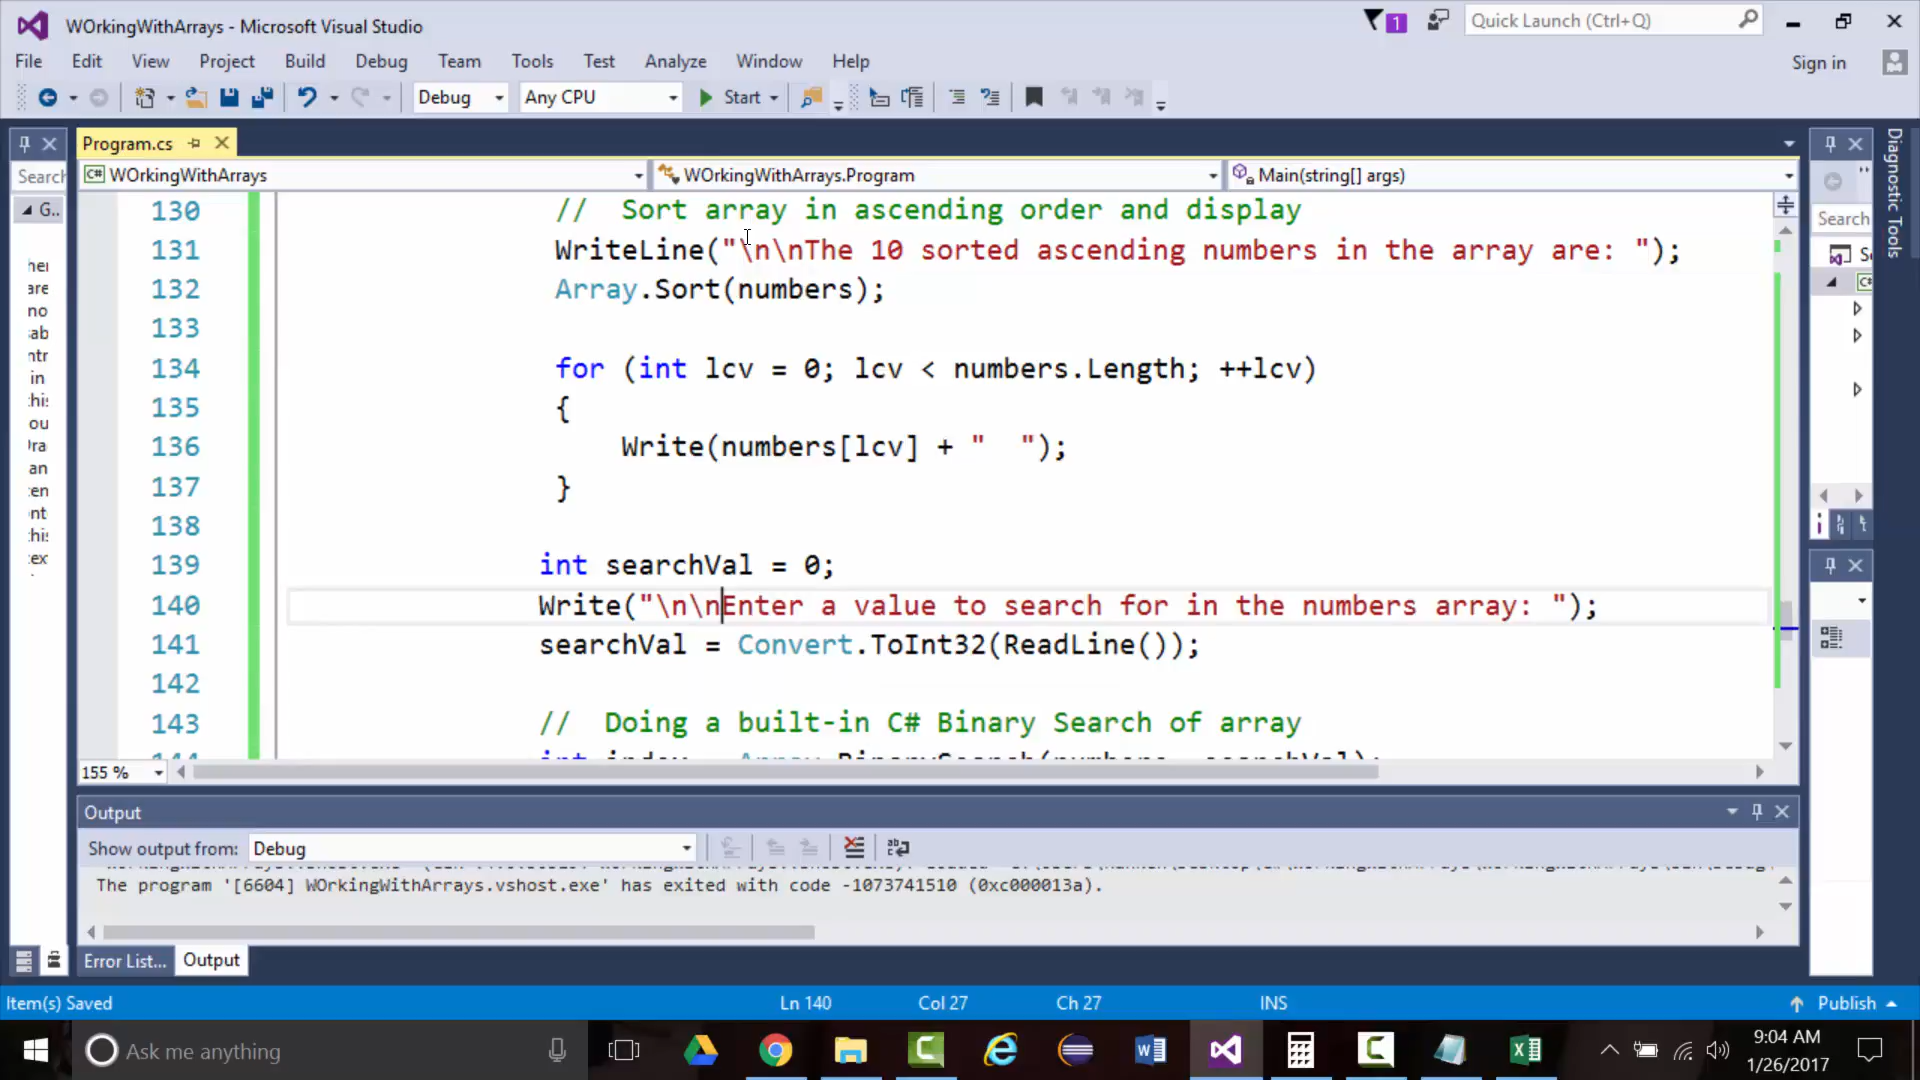 WOrkingWithArrays - Microsoft Visual Studio
1
Quick Launch (Ctrl+Q)
File Edit View Project Build Debug Team Tools Test Analyze Window Help
Sign in
Debug Any CPU Start
Program.cs
Diagnostic Tools
Search
WOrkingWithArrays WOrkingWithArrays.Program Main(string[] args)
G..
Search
130 // Sort array in ascending order and display
131 WriteLine("\n\nThe 10 sorted ascending numbers in the array are: ");
132 Array.Sort(numbers);
133
134 for (int lcv = 0; lcv < numbers.Length; ++lcv)
135 {
136 Write(numbers[lcv] + "  ");
137 }
138
139 int searchVal = 0;
140 Write("\n\nEnter a value to search for in the numbers array: ");
141 searchVal = Convert.ToInt32(ReadLine());
142
143 // Doing a built-in C# Binary Search of array
155 %
Output
Show output from: Debug
The program '[6604] WOrkingWithArrays.vshost.exe' has exited with code -1073741510 (0xc000013a).
Error List... Output
Item(s) Saved Ln 140 Col 27 Ch 27 INS Publish
Ask me anything
9:04 AM
1/26/2017